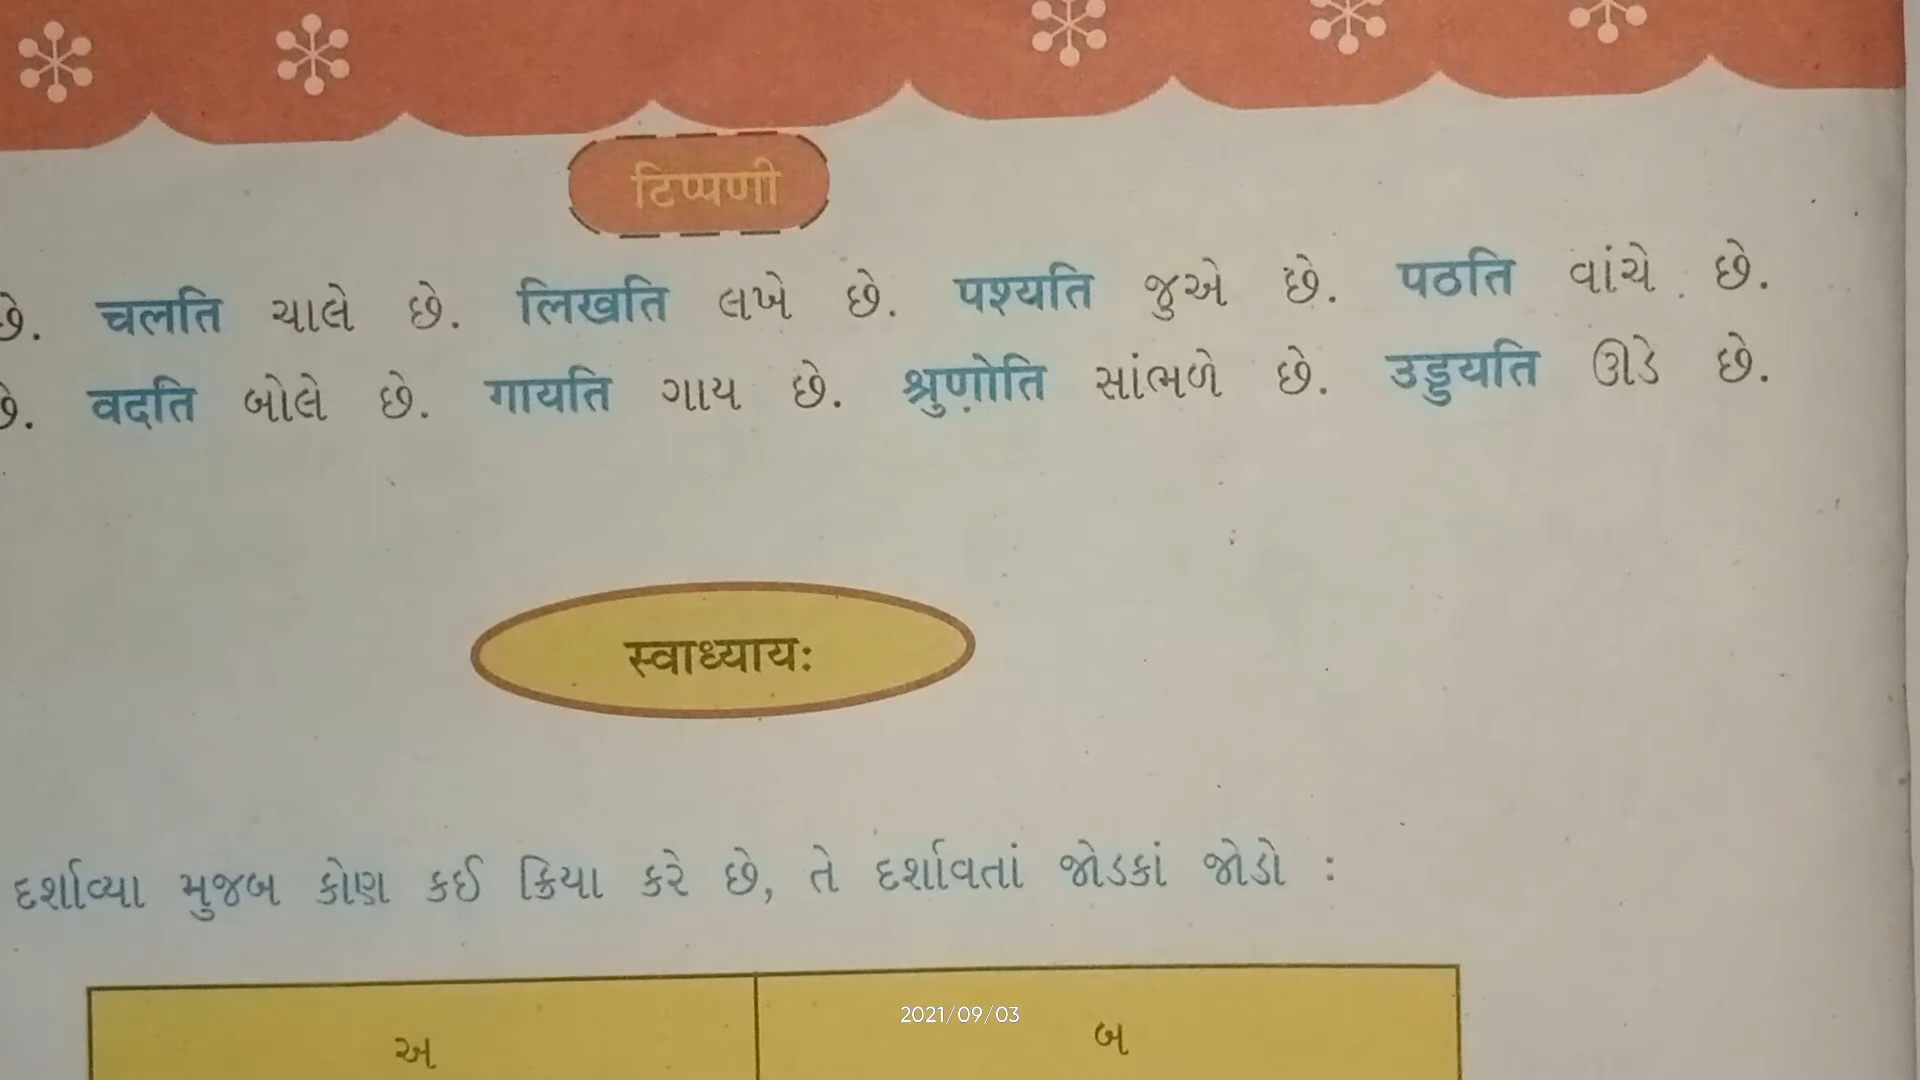 टिप्पणी
છે. चलति ચાલે છે. लिखति લખે છે. पश्यति જુએ છે. पठति વાંચે છે.
છે. वदति બોલે છે. गायति ગાય છે. श्रुणोति સાંભળે છે. उड्डयति ઊડે છે.
स्वाध्यायः
દર્શાવ્યા મુજબ કોણ કઈ ક્રિયા કરે છે, તે દર્શાવતાં જોડકાં જોડો :
અ બ
2021/09/03